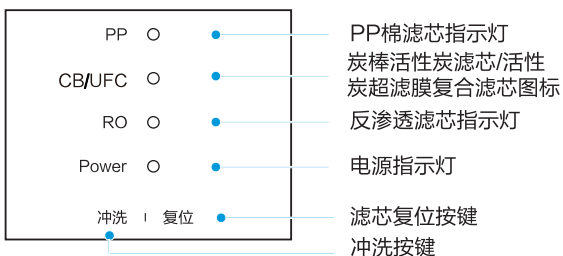 PP PP棉滤芯指示灯
CB/UFC 炭棒活性炭滤芯/活性
炭超滤膜复合滤芯图标
RO 反渗透滤芯指示灯
Power 电源指示灯
冲洗 | 复位 滤芯复位按键
冲洗按键